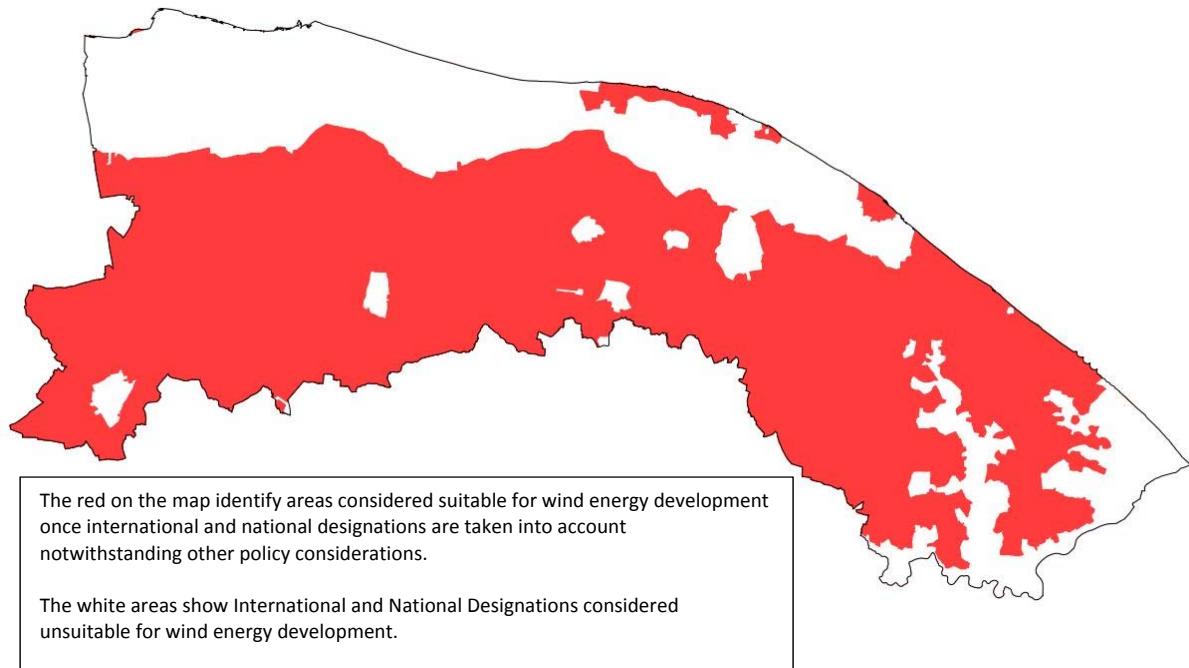 The red on the map identify areas considered suitable for wind energy development
once international and national designations are taken into account
notwithstanding other policy considerations.
The white areas show International and National Designations considered
unsuitable for wind energy development.